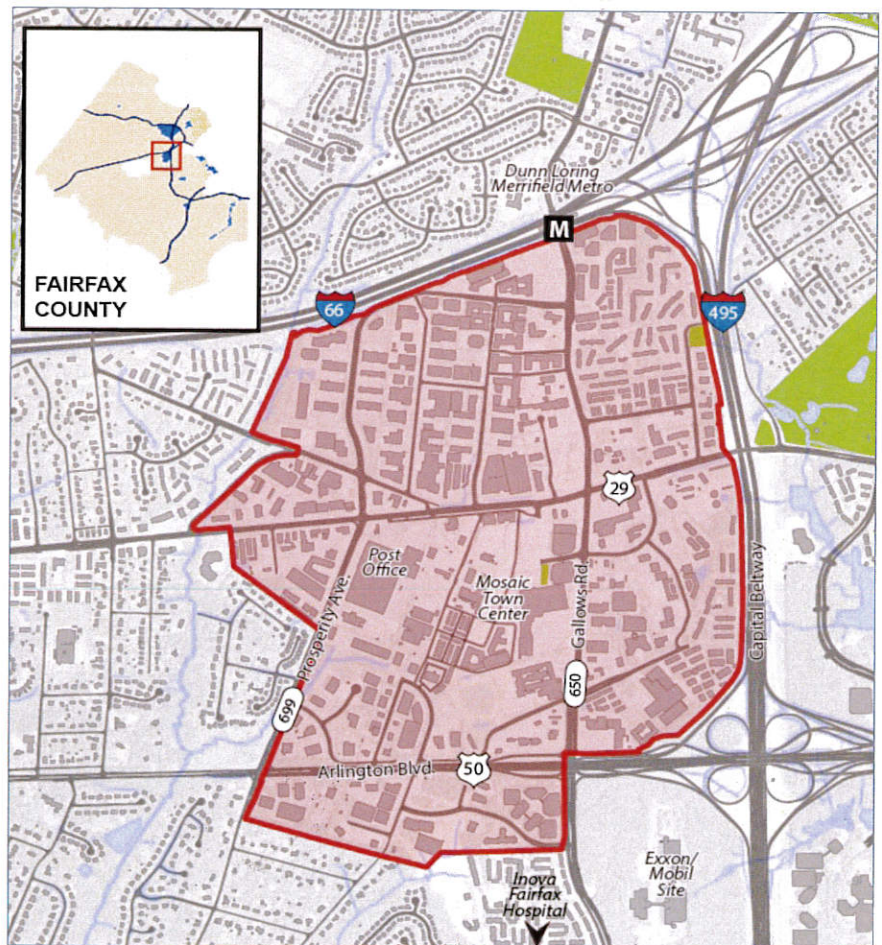 FAIRFAX
COUNTY
Dunn Loring
Merrifield Metro
M
66
495
29
Post
Office
Mosaic
Town
Center
Prosperity Ave.
Gallows Rd.
Capital Beltway
699
650
Arlington Blvd.
50
Exxon/
Mobil
Site
Inova
Fairfax
Hospital